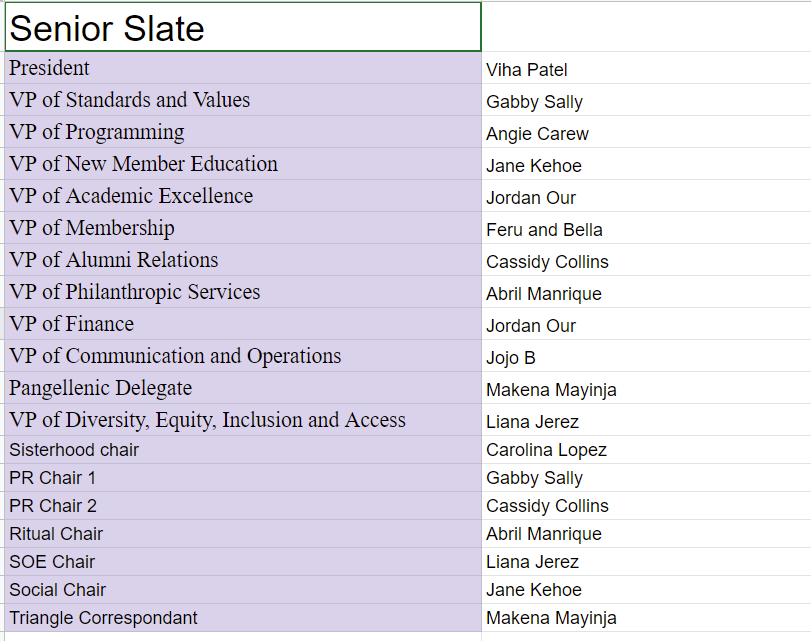 Senior Slate
President Viha Patel
VP of Standards and Values Gabby Sally
VP of Programming Angie Carew
VP of New Member Education Jane Kehoe
VP of Academic Excellence Jordan Our
VP of Membership Feru and Bella
VP of Alumni Relations Cassidy Collins
VP of Philanthropic Services Abril Manrique
VP of Finance Jordan Our
VP of Communication and Operations Jojo B
Pangellenic Delegate Makena Mayinja
VP of Diversity, Equity, Inclusion and Access Liana Jerez
Sisterhood chair Carolina Lopez
PR Chair 1 Gabby Sally
PR Chair 2 Cassidy Collins
Ritual Chair Abril Manrique
SOE Chair Liana Jerez
Social Chair Jane Kehoe
Triangle Correspondant Makena Mayinja